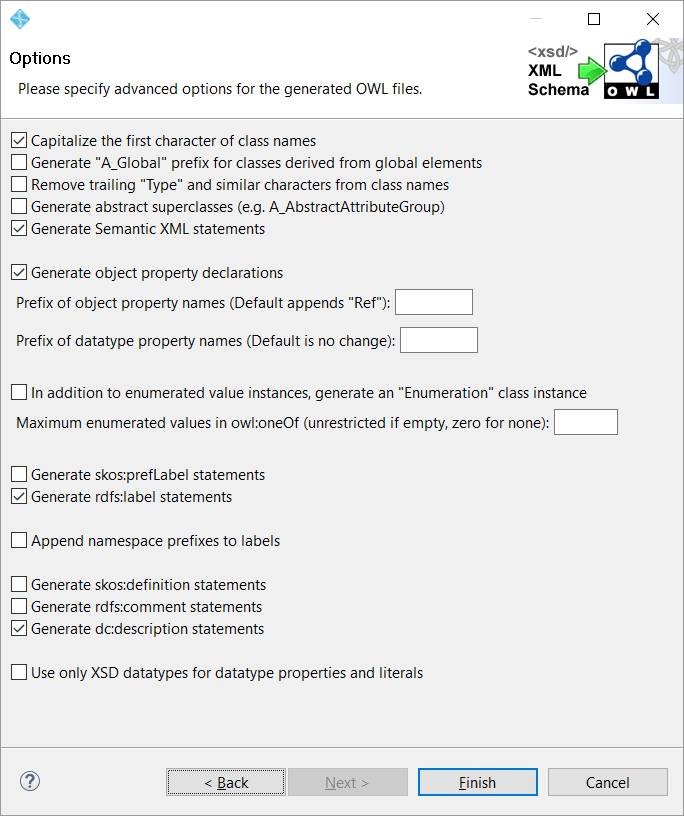 <xsd/>
XML
Schema
OWL
Options
Please specify advanced options for the generated OWL files.
Capitalize the first character of class names
Generate "A_Global" prefix for classes derived from global elements
Remove trailing "Type" and similar characters from class names
Generate abstract superclasses (e.g. A_AbstractAttributeGroup)
Generate Semantic XML statements
Generate object property declarations
Prefix of object property names (Default appends "Ref"):
Prefix of datatype property names (Default is no change):
In addition to enumerated value instances, generate an "Enumeration" class instance
Maximum enumerated values in owl:oneOf (unrestricted if empty, zero for none):
Generate skos:prefLabel statements
Generate rdfs:label statements
Append namespace prefixes to labels
Generate skos:definition statements
Generate rdfs:comment statements
Generate dc:description statements
Use only XSD datatypes for datatype properties and literals
? < Back Next > Finish Cancel